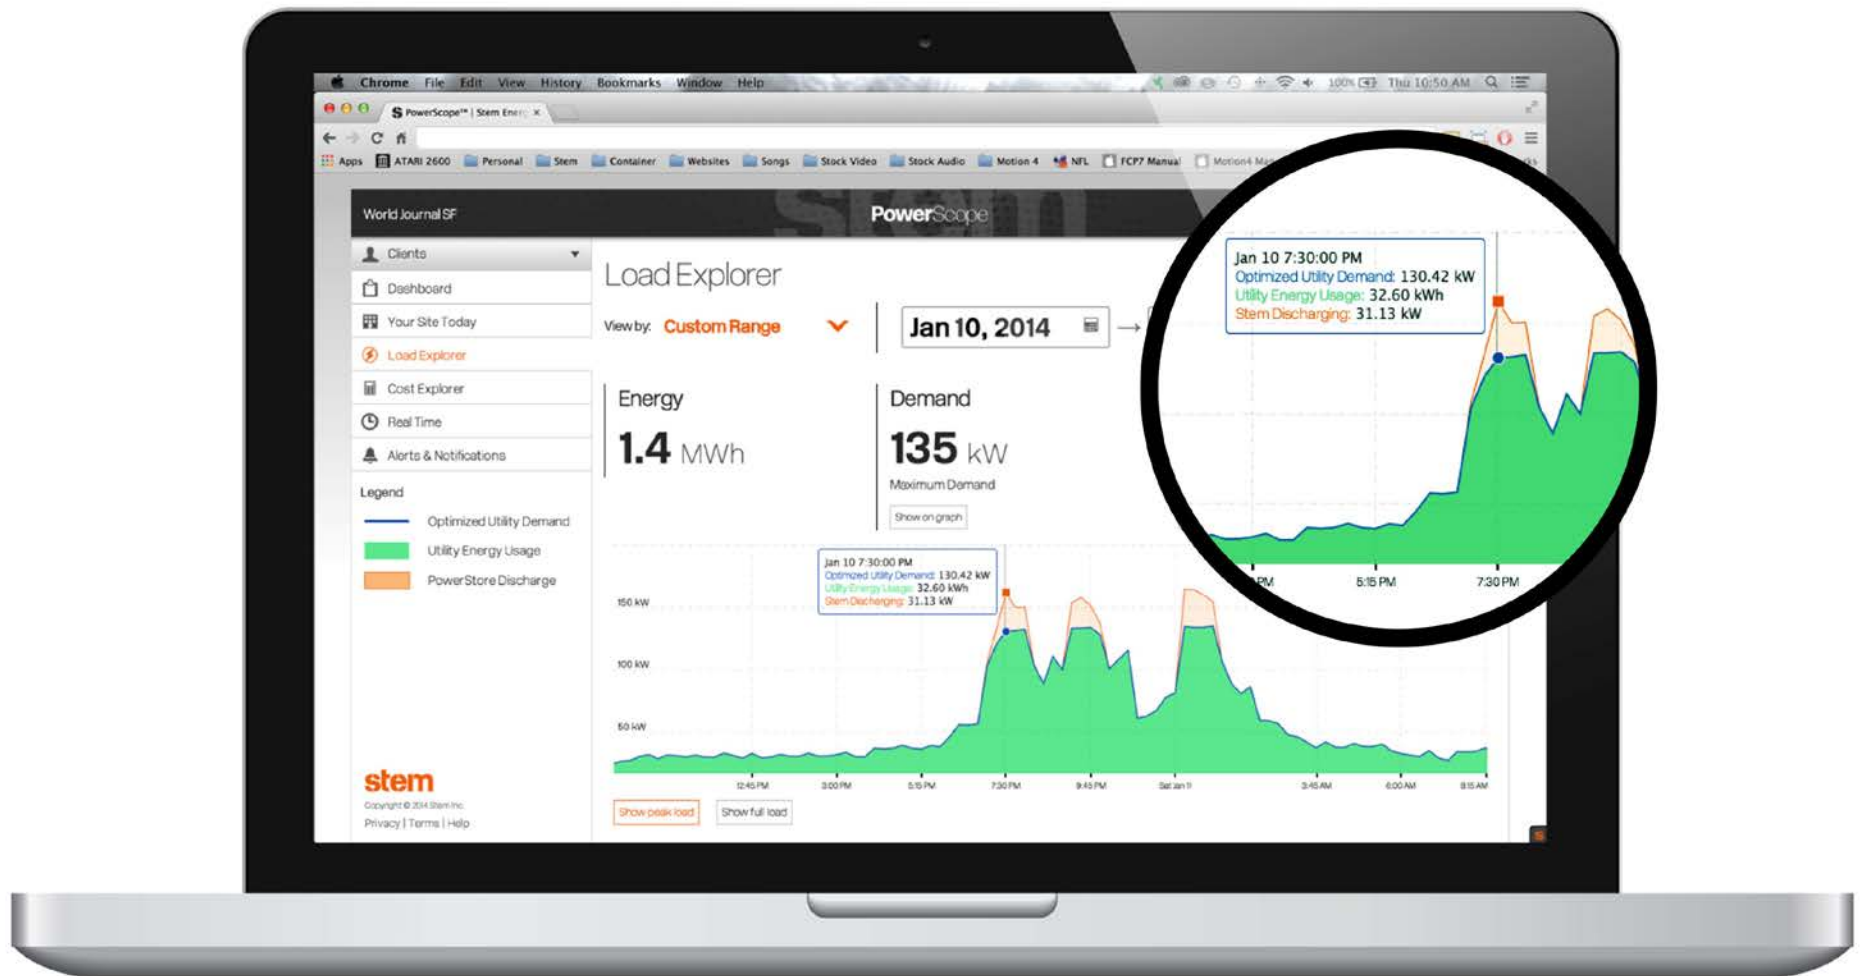 Chrome File Edit View History Bookmarks Window Help
100% Thu 10:50 AM
S PowerScope™ | Stem Energ ×
Apps ATARI 2600 Personal Stem Container Websites Songs Stock Video Stock Audio Motion 4 NFL FCP7 Manual
World Journal SF
stem
PowerScope
Clients
Dashboard
Your Site Today
Load Explorer
Cost Explorer
Real Time
Alerts & Notifications
Legend
Optimized Utility Demand
Utility Energy Usage
PowerStore Discharge
stem
Copyright © 2014 Stem Inc.
Privacy | Terms | Help
Load Explorer
View by: Custom Range
Jan 10, 2014 →
Energy
1.4 MWh
Demand
135 kW
Maximum Demand
Show on graph
Jan 10 7:30:00 PM
Optimized Utility Demand: 130.42 kW
Utility Energy Usage: 32.60 kWh
Stem Discharging: 31.13 kW
150 kW
100 kW
50 kW
12:45 PM 3:00 PM 5:15 PM 7:30 PM 9:45 PM Sat Jan 11 3:45 AM 6:00 AM 8:15 AM
Show peak load Show full load
Jan 10 7:30:00 PM
Optimized Utility Demand: 130.42 kW
Utility Energy Usage: 32.60 kWh
Stem Discharging: 31.13 kW
PM 5:15 PM 7:30 PM